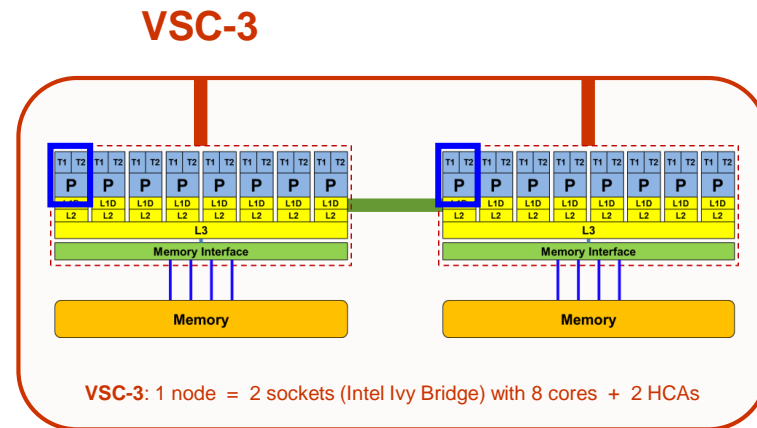 VSC-3
T1 T2 T1 T2 T1 T2 T1 T2 T1 T2 T1 T2 T1 T2 T1 T2 T1 T2 T1 T2 T1 T2 T1 T2 T1 T2 T1 T2 T1 T2 T1 T2
P P P P P P P P P P P P P P P P
L1D L1D L1D L1D L1D L1D L1D L1D L1D L1D L1D L1D L1D L1D L1D L1D
L2 L2 L2 L2 L2 L2 L2 L2 L2 L2 L2 L2 L2 L2 L2 L2
L3 L3
Memory Interface Memory Interface
Memory Memory
VSC-3: 1 node = 2 sockets (Intel Ivy Bridge) with 8 cores + 2 HCAs